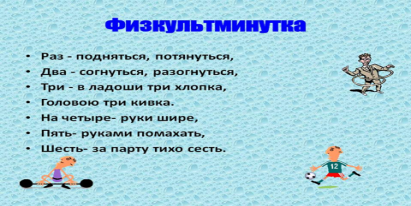 Физкультминутка
• Раз - подняться, потянуться,
• Два - согнуться, разогнуться,
• Три - в ладоши три хлопка,
• Головою три кивка.
• На четыре- руки шире,
• Пять- руками помахать,
• Шесть- за парту тихо сесть.
12